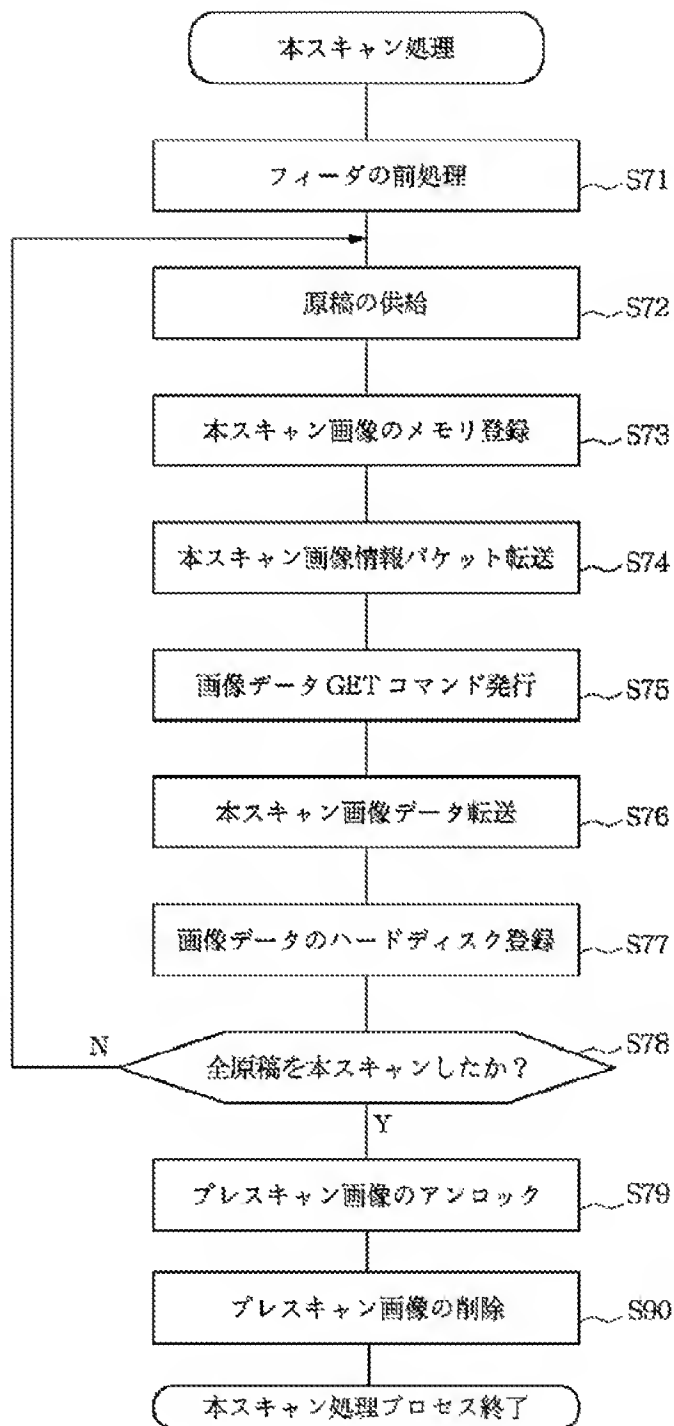 本スキャン処理
フィーダの前処理
S71
原稿の供給
S72
本スキャン画像のメモリ登録
S73
本スキャン画像情報パケット転送
S74
画像データGETコマンド発行
S75
本スキャン画像データ転送
S76
画像データのハードディスク登録
S77
全原稿を本スキャンしたか？
S78
N
Y
プレスキャン画像のアンロック
S79
プレスキャン画像の削除
S90
本スキャン処理プロセス終了